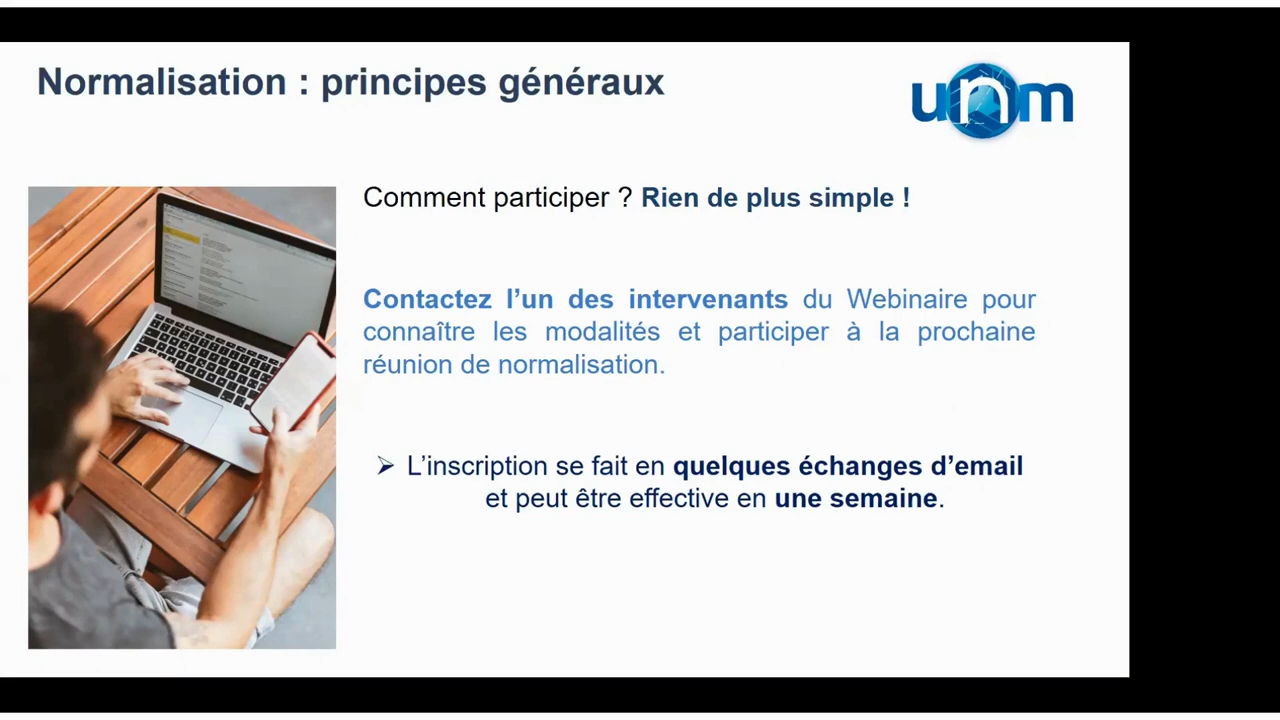 Normalisation : principes généraux
unm
Comment participer ? Rien de plus simple !
Contactez l’un des intervenants du Webinaire pour
connaître les modalités et participer à la prochaine
réunion de normalisation.
➢ L’inscription se fait en quelques échanges d’email
et peut être effective en une semaine.